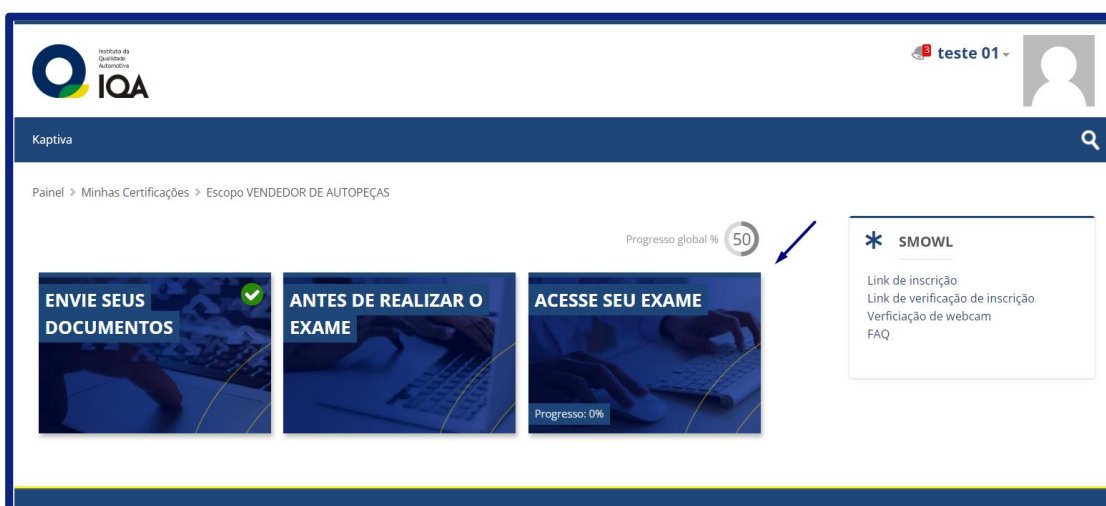 Instituto da
Qualidade
Automotiva
IQA
3
teste 01
Kaptiva
Painel > Minhas Certificações > Escopo VENDEDOR DE AUTOPEÇAS
Progresso global % 50
ENVIE SEUS
DOCUMENTOS
ANTES DE REALIZAR O
EXAME
ACESSE SEU EXAME
Progresso: 0%
SMOWL
Link de inscrição
Link de verificação de inscrição
Verficiação de webcam
FAQ